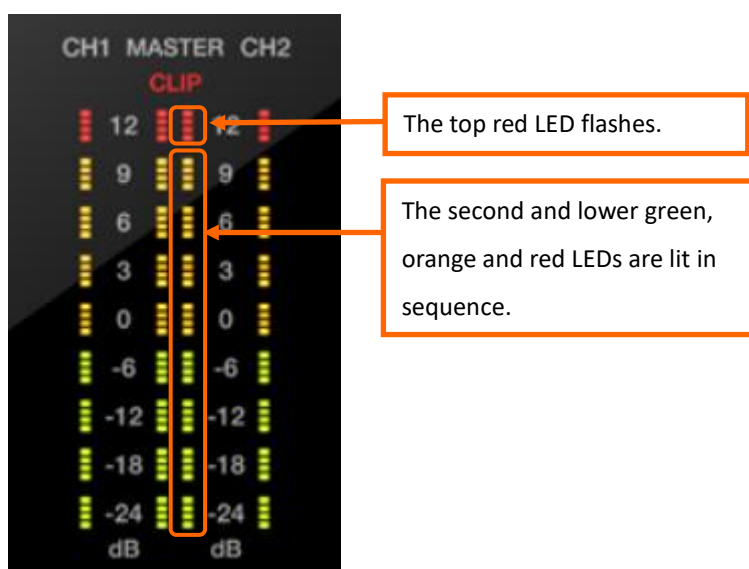 CH1 MASTER CH2
CLIP
12 12
The top red LED flashes.
9 9
6 6
The second and lower green,
orange and red LEDs are lit in
sequence.
3 3
0 0
-6 -6
-12 -12
-18 -18
-24 -24
dB dB